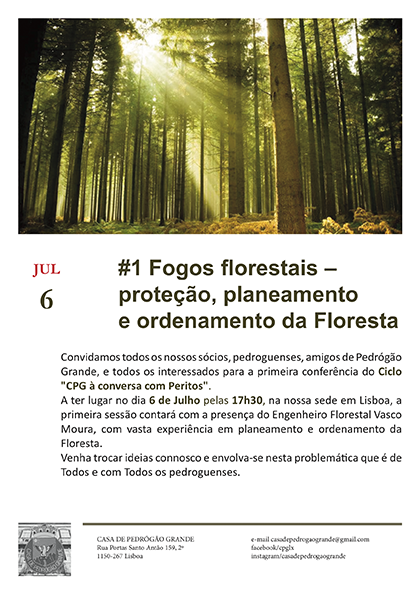 JUL
6
#1 Fogos florestais –
proteção, planeamento
e ordenamento da Floresta
Convidamos todos os nossos sócios, pedroguenses, amigos de Pedrógão
Grande, e todos os interessados para a primeira conferência do Ciclo
"CPG à conversa com Peritos".
A ter lugar no dia 6 de Julho pelas 17h30, na nossa sede em Lisboa, a
primeira sessão contará com a presença do Engenheiro Florestal Vasco
Moura, com vasta experiência em planeamento e ordenamento da
Floresta.
Venha trocar ideias connosco e envolva-se nesta problemática que é de
Todos e com Todos os pedroguenses.
CASA DE PEDRÓGÃO GRANDE
Rua Portas Santo Antão 159, 2º
1150-267 Lisboa
e-mail casadepedrogaogrande@gmail.com
facebook/cpglx
instagram/casadepedrogaogrande